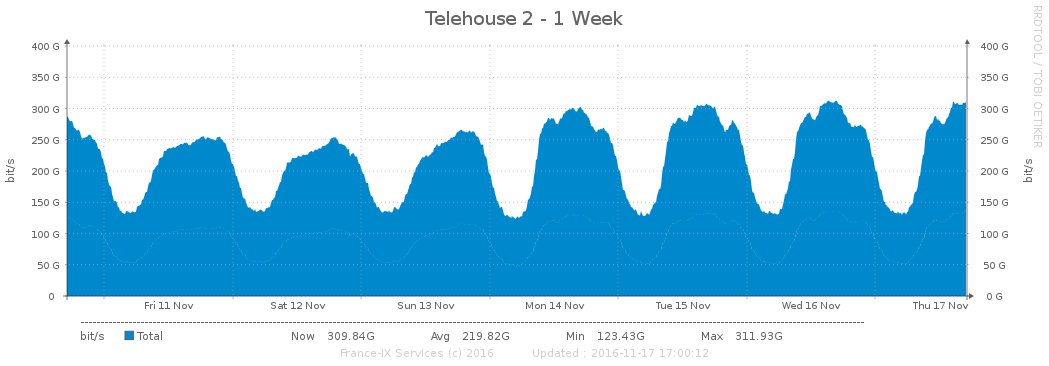 Telehouse 2 - 1 Week
RRDTOOL / TOBI OETIKER
400 G 400 G
350 G 350 G
300 G 300 G
250 G 250 G
200 G 200 G
150 G 150 G
100 G 100 G
50 G 50 G
0 0 G
bit/s bit/s
Fri 11 Nov Sat 12 Nov Sun 13 Nov Mon 14 Nov Tue 15 Nov Wed 16 Nov Thu 17 Nov
bit/s Total Now 309.84G Avg 219.82G Min 123.43G Max 311.93G
France-IX Services (c) 2016 Updated : 2016-11-17 17:00:12